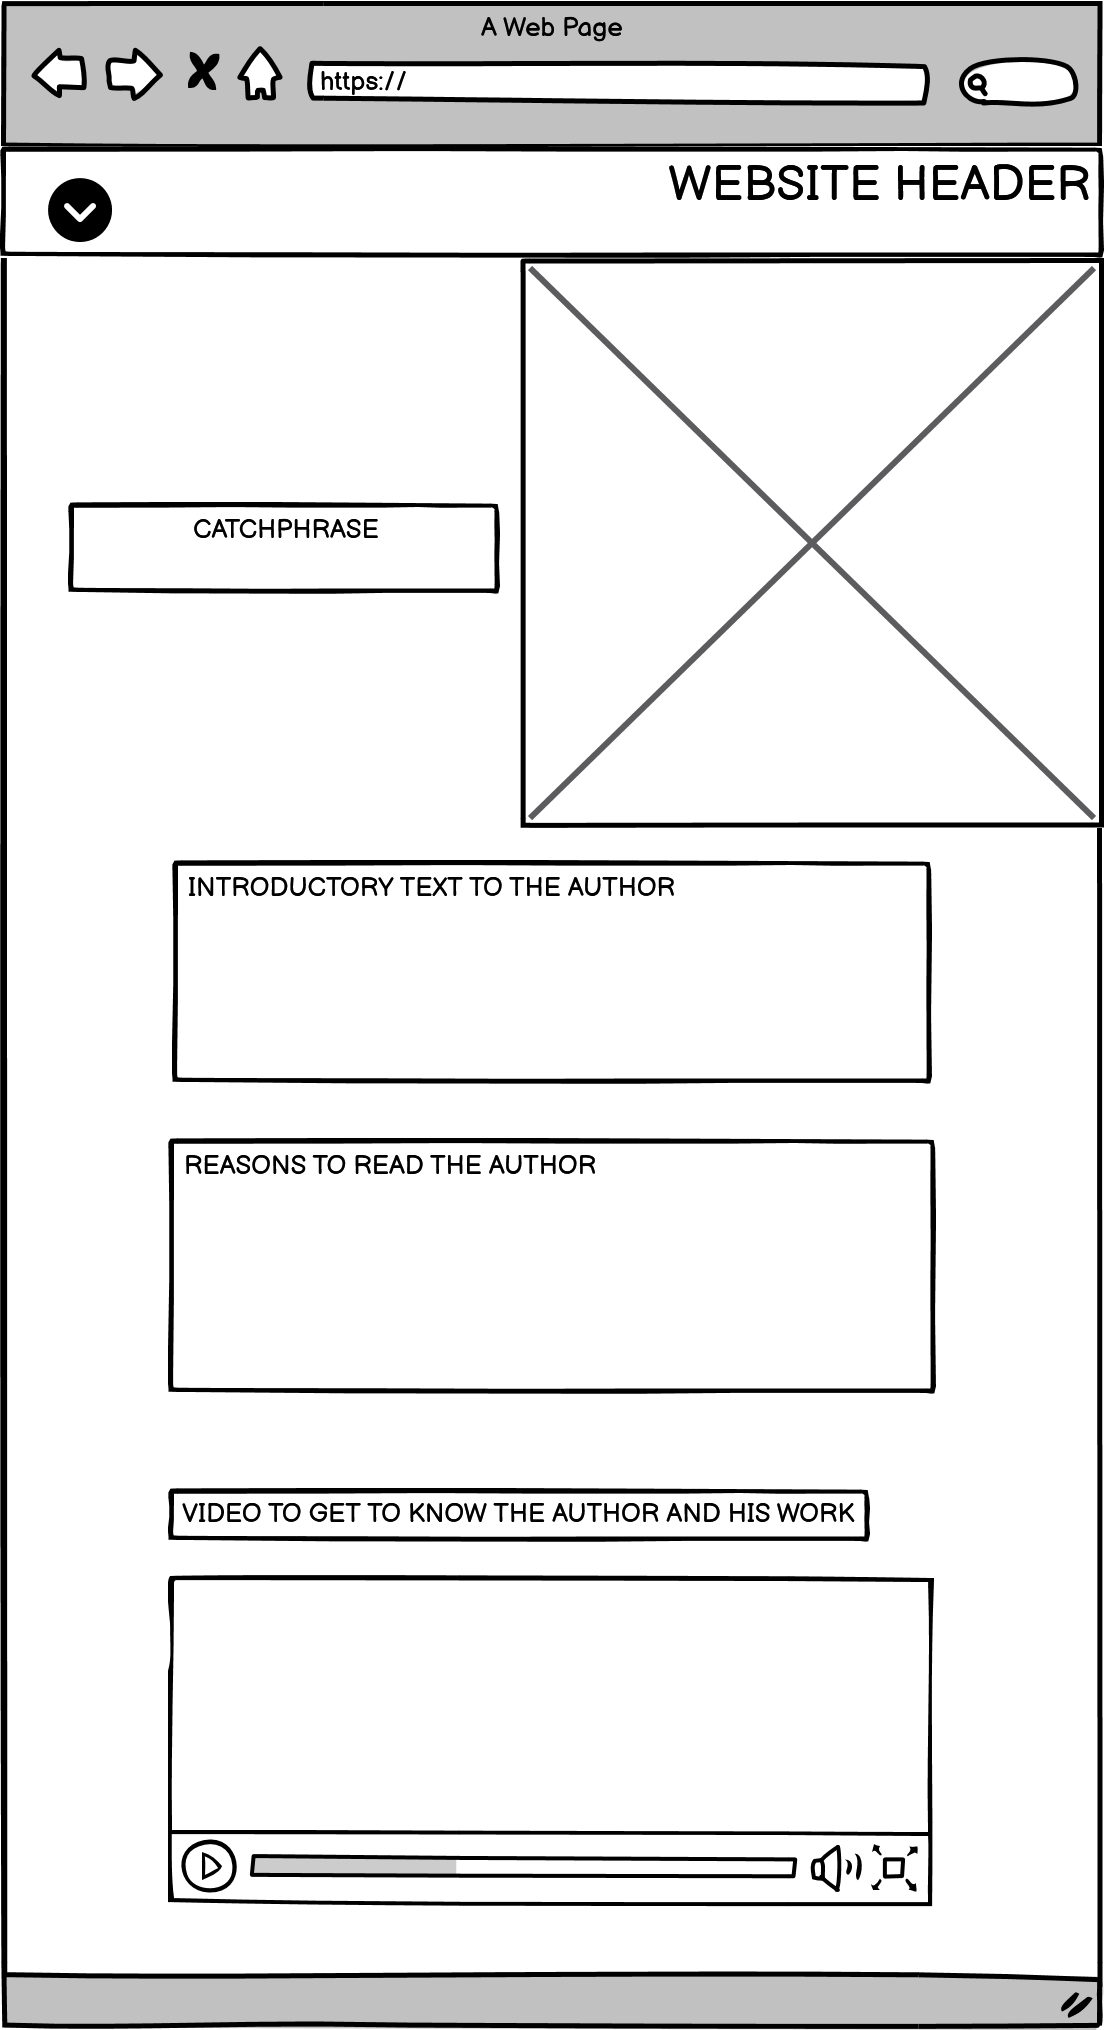 A Web Page
https://
WEBSITE HEADER
CATCHPHRASE
INTRODUCTORY TEXT TO THE AUTHOR
REASONS TO READ THE AUTHOR
VIDEO TO GET TO KNOW THE AUTHOR AND HIS WORK